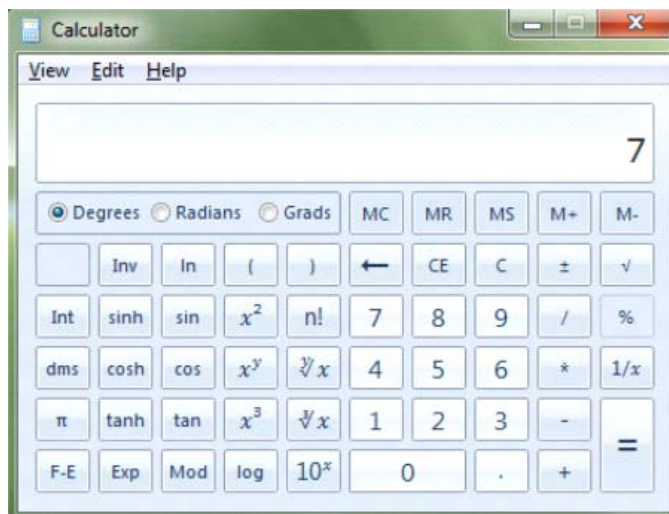 Calculator
View Edit Help
7
Degrees Radians Grads MC MR MS M+ M-
Inv ln ( ) ← CE C ± √
Int sinh sin x² n! 7 8 9 / %
dms cosh cos xʸ ʸ√x 4 5 6 * 1/x
π tanh tan x³ ³√x 1 2 3 - =
F-E Exp Mod log 10ˣ 0 . +